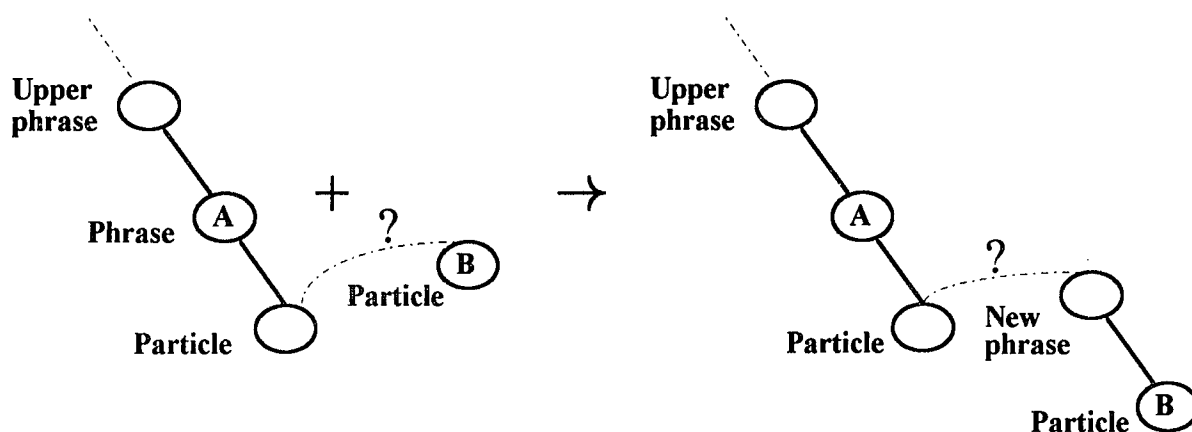 Upper
phrase
A
Phrase
+
?
B
Particle
Particle
→
Upper
phrase
A
?
Particle
New
phrase
B
Particle